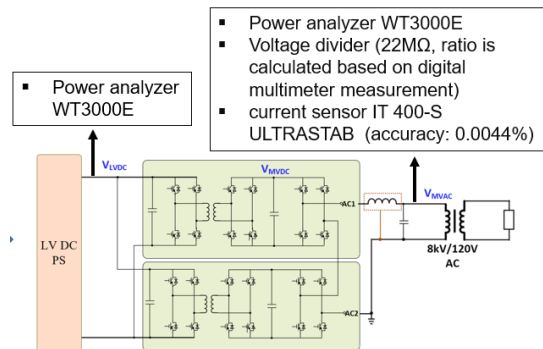 ▪ Power analyzer
WT3000E
▪ Power analyzer WT3000E
▪ Voltage divider (22MΩ, ratio is
calculated based on digital
multimeter measurement)
▪ current sensor IT 400-S
ULTRASTAB (accuracy: 0.0044%)
VLVDC
VMVDC
VMVAC
AC1
LV DC
PS
8kV/120V
AC
AC2